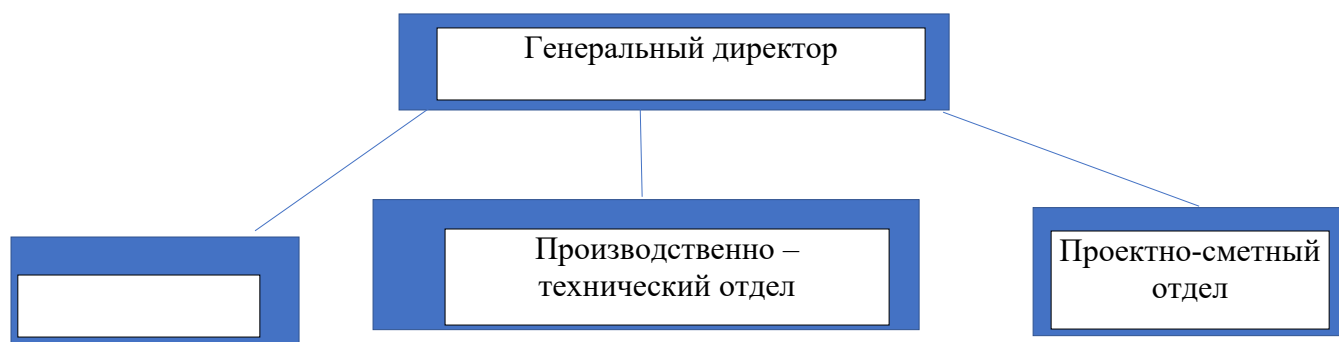 Генеральный директор
Производственно –
технический отдел
Проектно-сметный
отдел